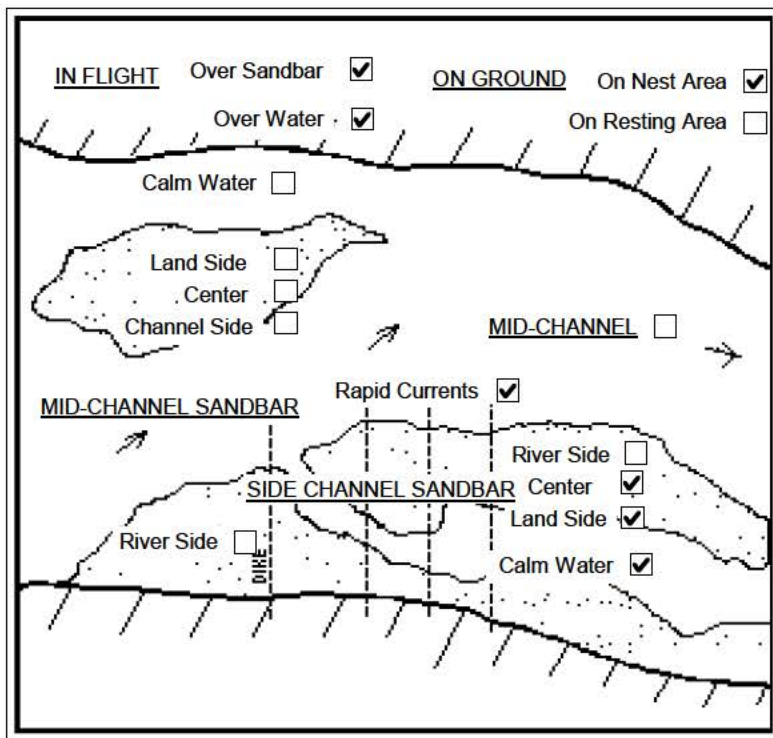 IN FLIGHT Over Sandbar ☑ ON GROUND On Nest Area ☑
Over Water ☑ On Resting Area ☐
Calm Water ☐
Land Side ☐
Center ☐
Channel Side ☐ MID-CHANNEL ☐
Rapid Currents ☑
MID-CHANNEL SANDBAR
River Side ☐
SIDE CHANNEL SANDBAR Center ☑
Land Side ☑
River Side ☐
DIKE
Calm Water ☑